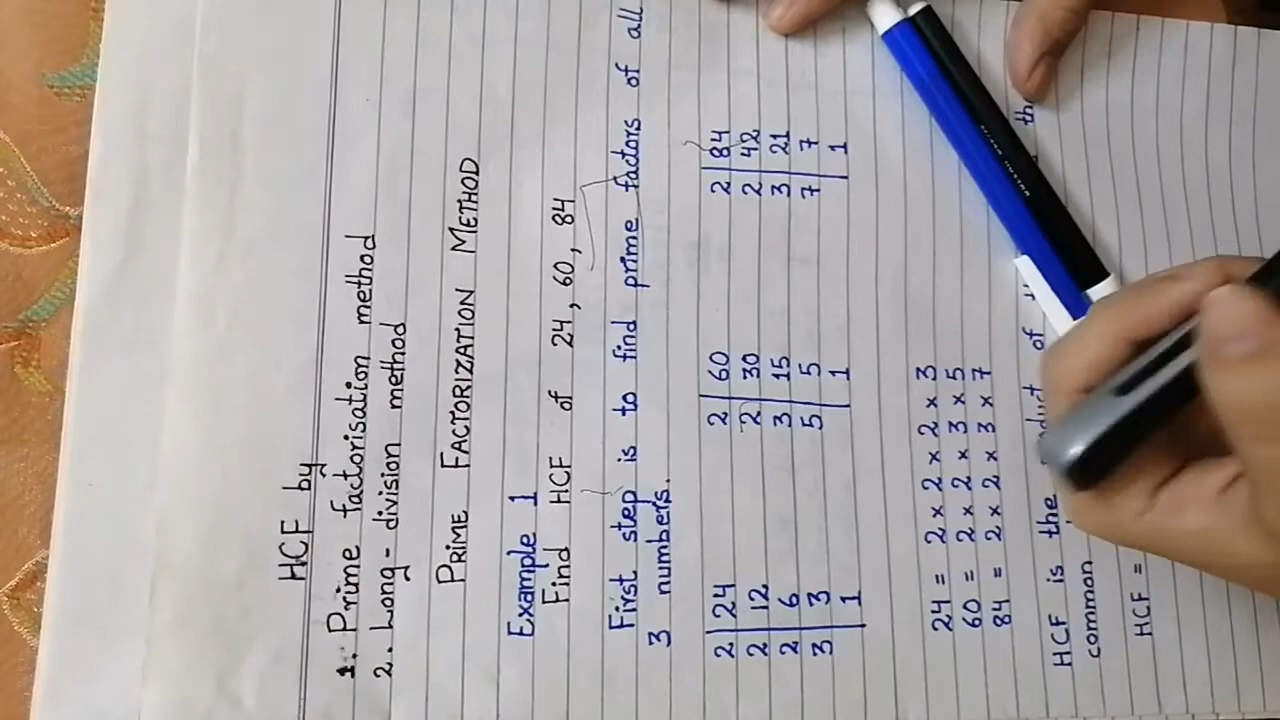 HCF by
1. Prime factorisation method
2. Long-division method
PRIME FACTORIZATION METHOD
Example 1
Find HCF of 24, 60, 84
First step is to find prime factors of all
3 numbers.
2 24 2 60 2 84
2 12 2 30 2 42
2 6 3 15 3 21
3 3 5 5 7 7
1 1 1
24 = 2 x 2 x 2 x 3
60 = 2 x 2 x 3 x 5
84 = 2 x 2 x 3 x 7
HCF is the of
common
HCF =